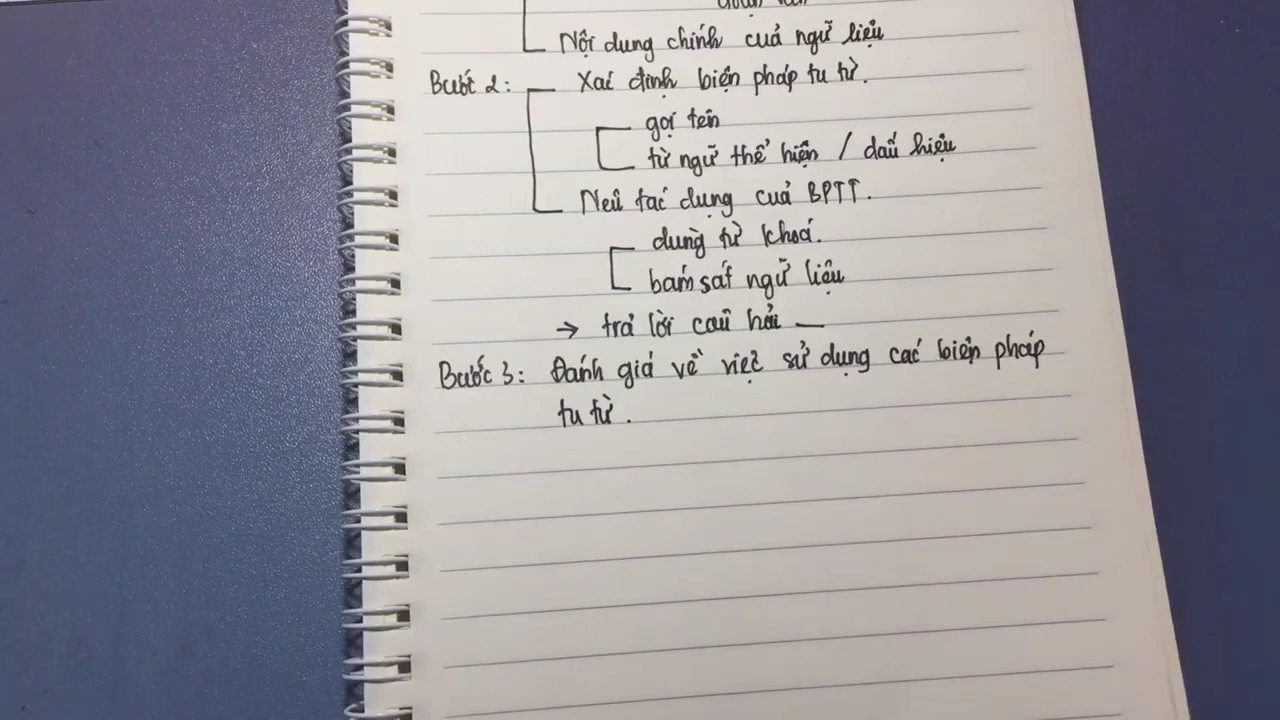 Nội dung chính của ngữ liệu
Bước 2: Xác định biện pháp tu từ.
gọi tên
từ ngữ thể hiện / dấu hiệu
Nêu tác dụng của BPTT.
dùng từ khoá.
bám sát ngữ liệu
→ trả lời câu hỏi —
Bước 3: Đánh giá về việc sử dụng các biện pháp
tu từ.